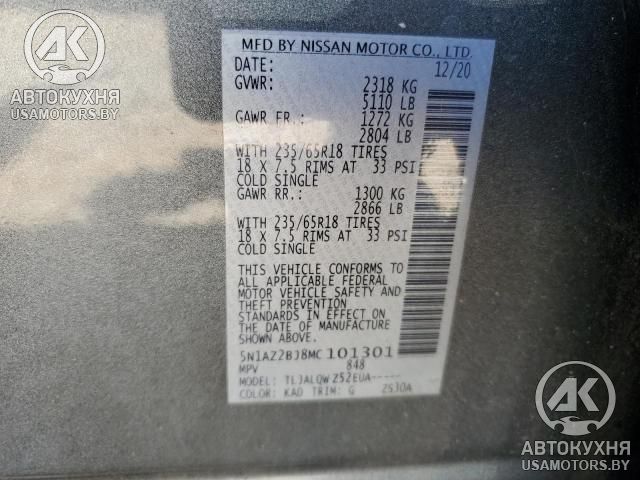 MFD BY NISSAN MOTOR CO., LTD.
DATE: 12/20
GVWR: 2318 KG
5110 LB
GAWR FR.: 1272 KG
2804 LB
WITH 235/65R18 TIRES
18 X 7.5 RIMS AT 33 PSI
COLD SINGLE
GAWR RR.: 1300 KG
2866 LB
WITH 235/65R18 TIRES
18 X 7.5 RIMS AT 33 PSI
COLD SINGLE
THIS VEHICLE CONFORMS TO
ALL APPLICABLE FEDERAL
MOTOR VEHICLE SAFETY AND
THEFT PREVENTION
STANDARDS IN EFFECT ON
THE DATE OF MANUFACTURE
SHOWN ABOVE.
5N1AZ2BJ8MC101301
MPV 848
MODEL: TLJALQW Z52EUA-----
COLOR: KAD TRIM: G ZS30A
АВТОКУХНЯ
USAMOTORS.BY
АВТОКУХНЯ
USAMOTORS.BY